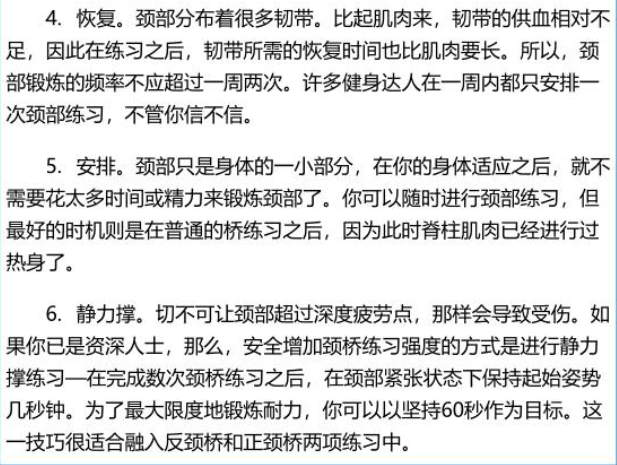 4. 恢复。颈部分布着很多韧带。比起肌肉来，韧带的供血相对不
足，因此在练习之后，韧带所需的恢复时间也比肌肉要长。所以，颈
部锻炼的频率不应超过一周两次。许多健身达人在一周内都只安排一
次颈部练习，不管你信不信。
5. 安排。颈部只是身体的一小部分，在你的身体适应之后，就不
需要花太多时间或精力来锻炼颈部了。你可以随时进行颈部练习，但
最好的时机则是在普通的桥练习之后，因为此时脊柱肌肉已经进行过
热身了。
6. 静力撑。切不可让颈部超过深度疲劳点，那样会导致受伤。如
果你已是资深人士，那么，安全增加颈桥练习强度的方式是进行静力
撑练习—在完成数次颈桥练习之后，在颈部紧张状态下保持起始姿势
几秒钟。为了最大限度地锻炼耐力，你可以以坚持60秒作为目标。这
一技巧很适合融入反颈桥和正颈桥两项练习中。